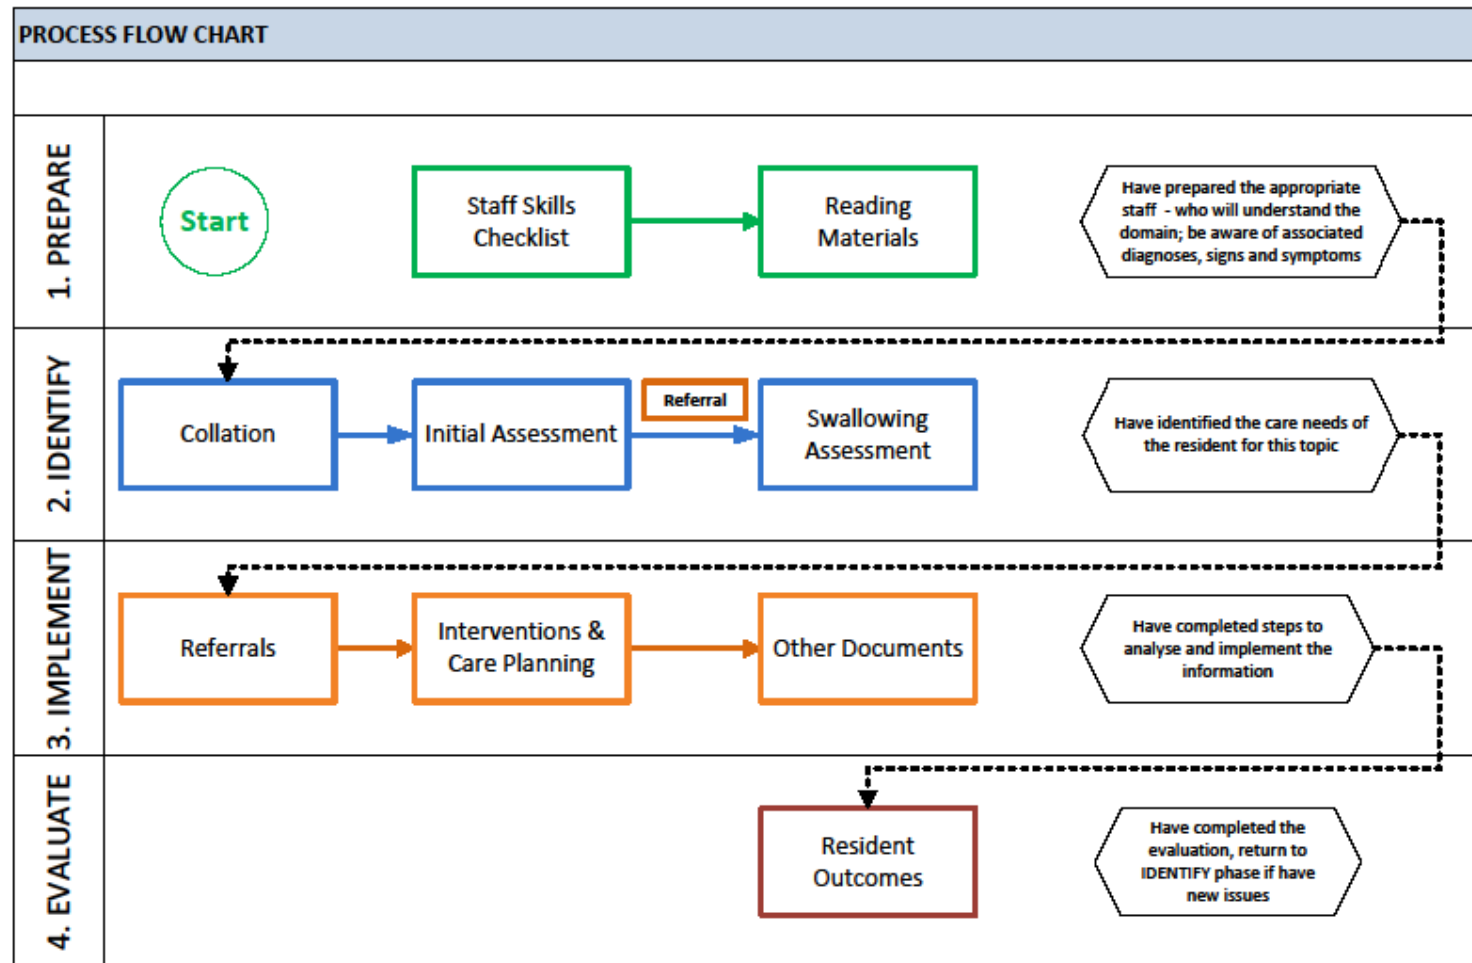 PROCESS FLOW CHART
1. PREPARE
Start
Staff Skills
Checklist
Reading
Materials
Have prepared the appropriate
staff - who will understand the
domain; be aware of associated
diagnoses, signs and symptoms
2. IDENTIFY
Collation
Initial Assessment
Referral
Swallowing
Assessment
Have identified the care needs of
the resident for this topic
3. IMPLEMENT
Referrals
Interventions &
Care Planning
Other Documents
Have completed steps to
analyse and implement the
information
4. EVALUATE
Resident
Outcomes
Have completed the
evaluation, return to
IDENTIFY phase if have
new issues